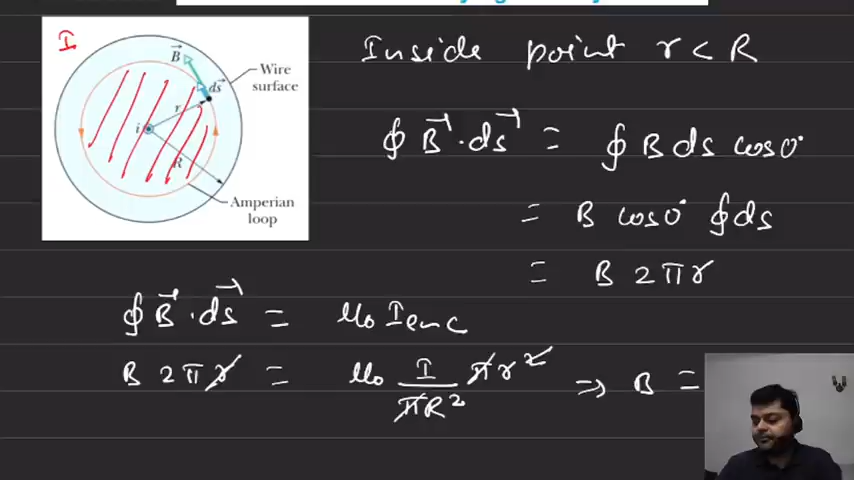 I
B⃗
ds⃗
r
i
R
Wire
surface
Amperian
loop
Inside point r < R
∮ B⃗ · ds⃗ = ∮ B ds cos0°
= B cos0° ∮ ds
= B 2πr
∮ B⃗ · ds⃗ = μ₀ Ienc
B 2πr = μ₀ I/πR² πr² ⇒ B =